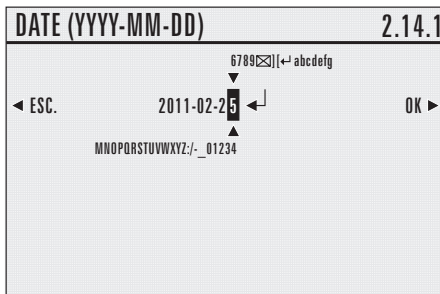 DATE (YYYY-MM-DD) 2.14.1
6789☒][↵abcdefg
◄ ESC. 2011-02-25 ↵ OK ►
MNOPQRSTUVWXYZ:/-_01234